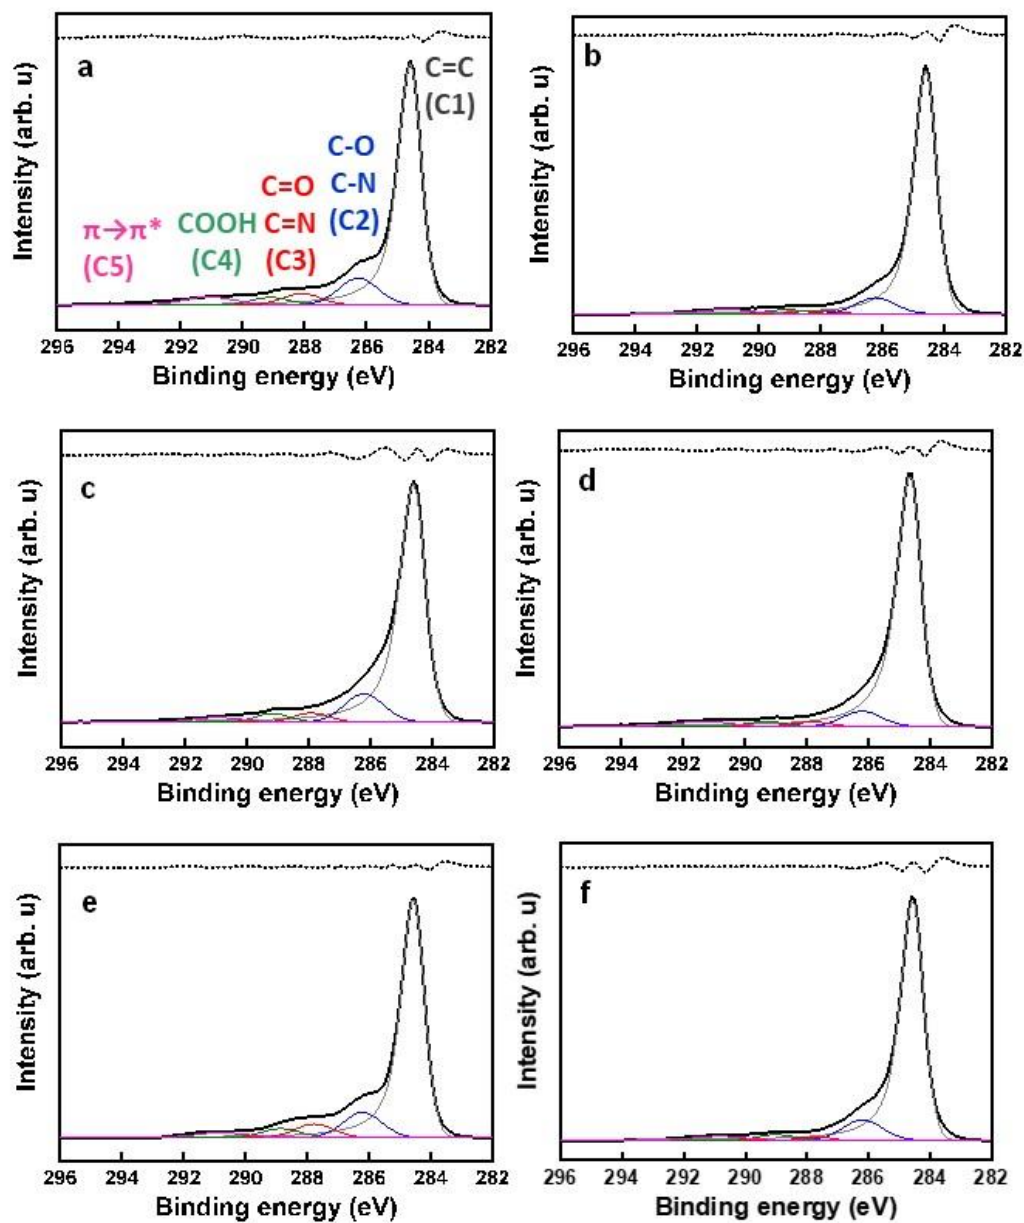 Intensity (arb. u)
a
C=C
(C1)
C-O
C-N
(C2)
C=O
C=N
(C3)
COOH
(C4)
π→π*
(C5)
296 294 292 290 288 286 284 282
Binding energy (eV)
Intensity (arb. u)
b
296 294 292 290 288 286 284 282
Binding energy (eV)
Intensity (arb. u)
c
296 294 292 290 288 286 284 282
Binding energy (eV)
Intensity (arb. u)
d
296 294 292 290 288 286 284 282
Binding energy (eV)
Intensity (arb. u)
e
296 294 292 290 288 286 284 282
Binding energy (eV)
Intensity (arb. u)
f
296 294 292 290 288 286 284 282
Binding energy (eV)